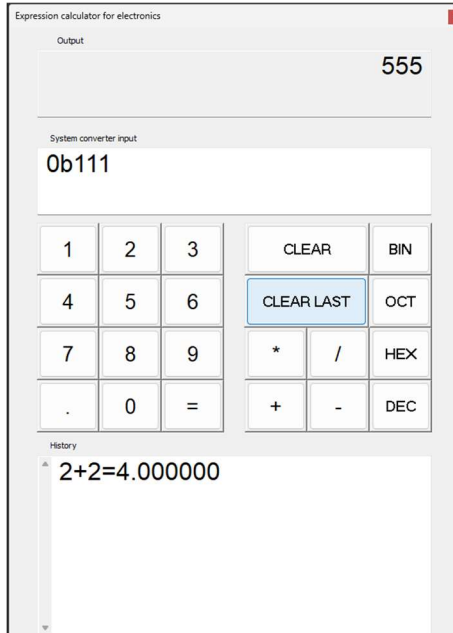 Expression calculator for electronics
Output
555
System converter input
0b111
1 2 3 CLEAR BIN
4 5 6 CLEAR LAST OCT
7 8 9 * / HEX
. 0 = + - DEC
History
2+2=4.000000